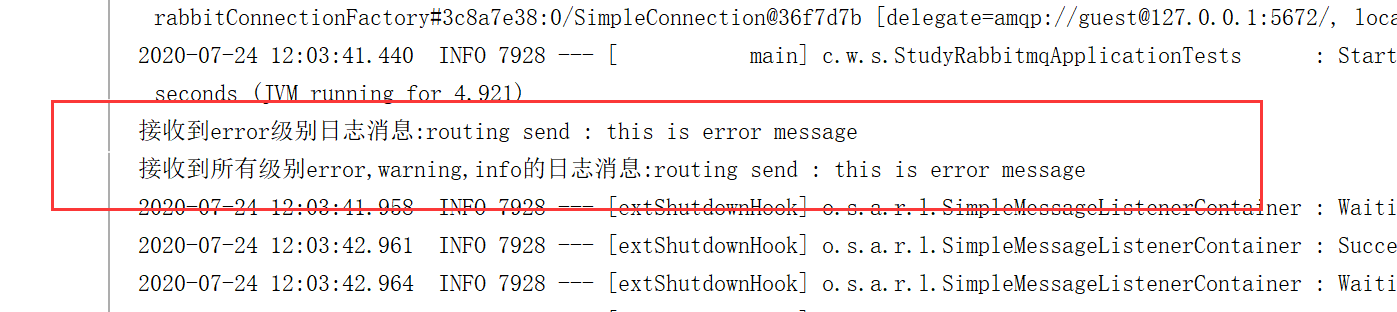 rabbitConnectionFactory#3c8a7e38:0/SimpleConnection@36f7d7b [delegate=amqp://guest@127.0.0.1:5672/, loca
2020-07-24 12:03:41.440  INFO 7928 --- [           main] c.w.s.StudyRabbitmqApplicationTests      : Start
seconds (JVM running for 4.921)
接收到error级别日志消息:routing send : this is error message
接收到所有级别error,warning,info的日志消息:routing send : this is error message
2020-07-24 12:03:41.958  INFO 7928 --- [extShutdownHook] o.s.a.r.l.SimpleMessageListenerContainer : Waiti
2020-07-24 12:03:42.961  INFO 7928 --- [extShutdownHook] o.s.a.r.l.SimpleMessageListenerContainer : Succe
2020-07-24 12:03:42.964  INFO 7928 --- [extShutdownHook] o.s.a.r.l.SimpleMessageListenerContainer : Waiti